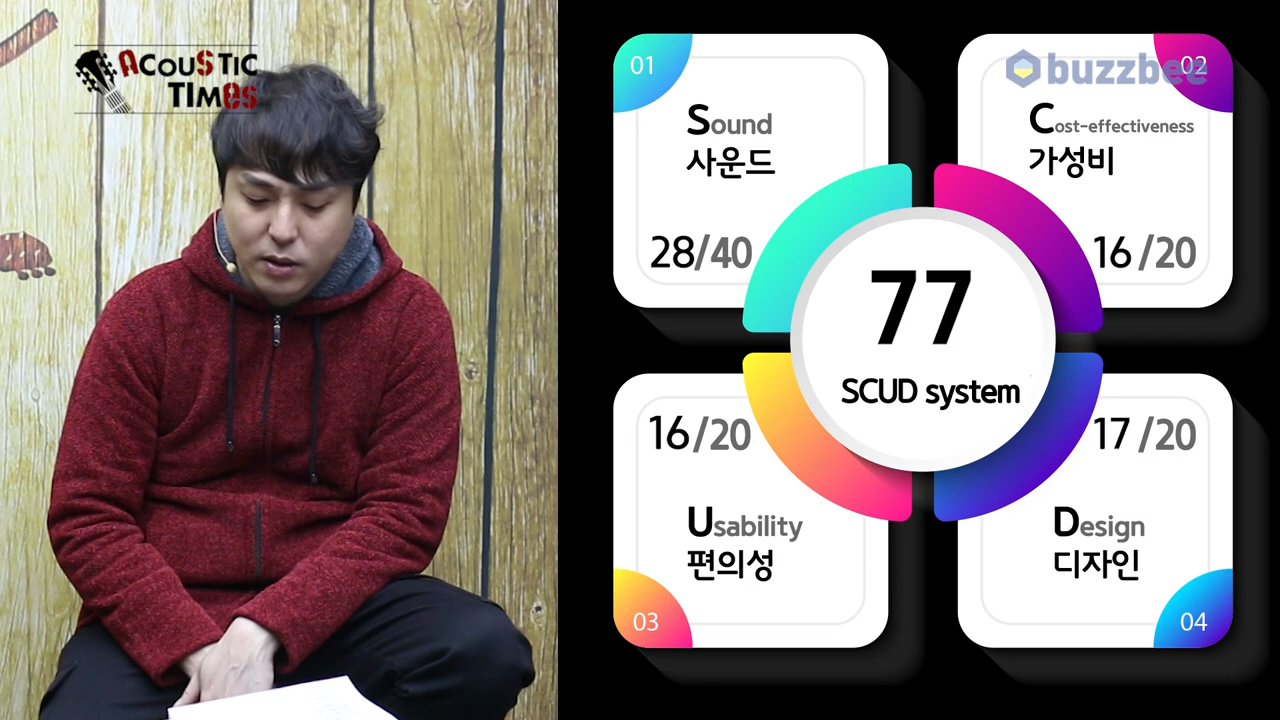 ACOUSTIC
TIMES
buzzbee
01
Sound
사운드
28/40
02
Cost-effectiveness
가성비
16/20
77
SCUD system
16/20
Usability
편의성
03
17/20
Design
디자인
04